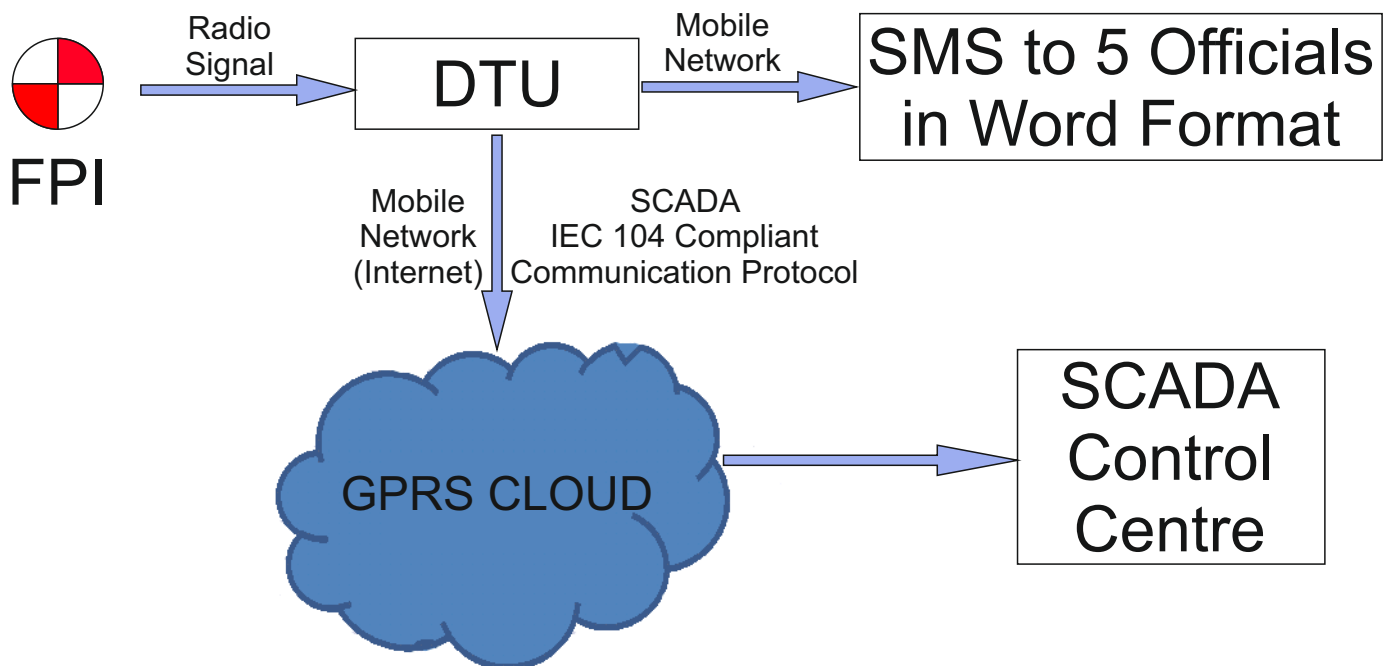 Radio
Signal
Mobile
Network
DTU
SMS to 5 Officials
in Word Format
FPI
Mobile
Network
(Internet)
SCADA
IEC 104 Compliant
Communication Protocol
GPRS CLOUD
SCADA
Control
Centre